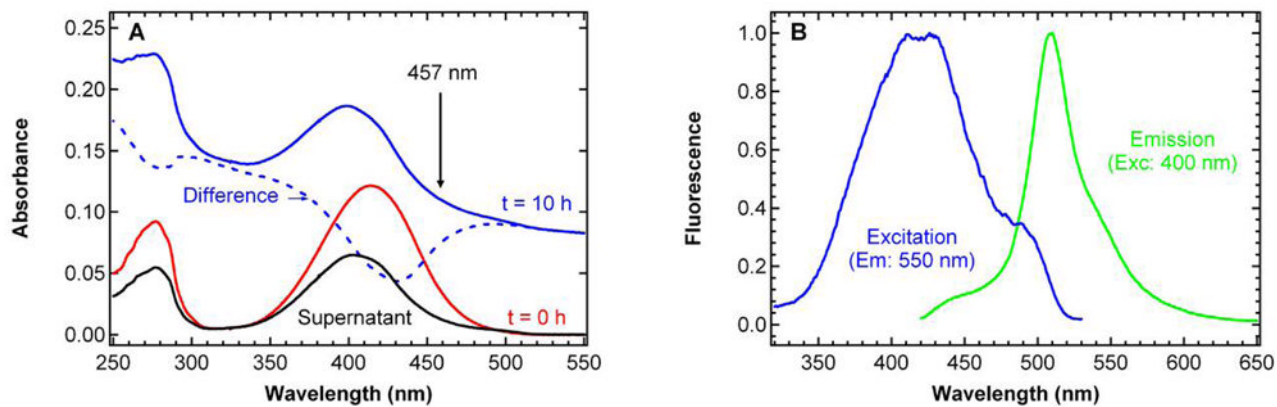 A
457 nm
Difference
t = 10 h
Supernatant
t = 0 h
0.25
0.20
0.15
0.10
0.05
0.00
Absorbance
250 300 350 400 450 500 550
Wavelength (nm)
B
Emission
(Exc: 400 nm)
Excitation
(Em: 550 nm)
1.0
0.8
0.6
0.4
0.2
0.0
Fluorescence
350 400 450 500 550 600 650
Wavelength (nm)